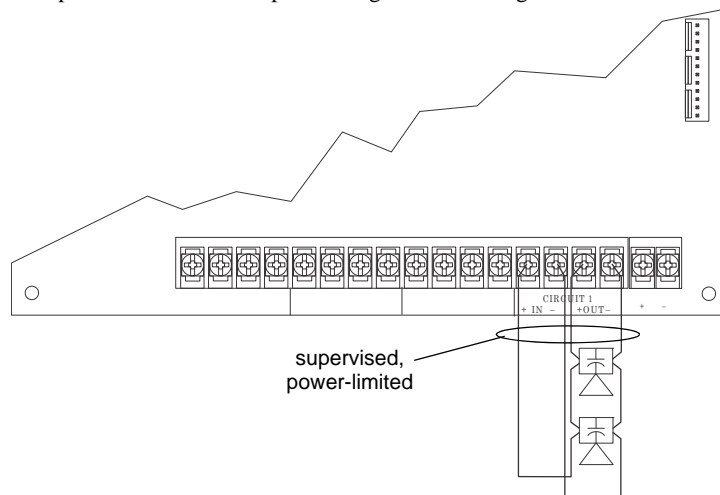 CIRCUIT 1
+ IN − +OUT− + −
supervised,
power-limited